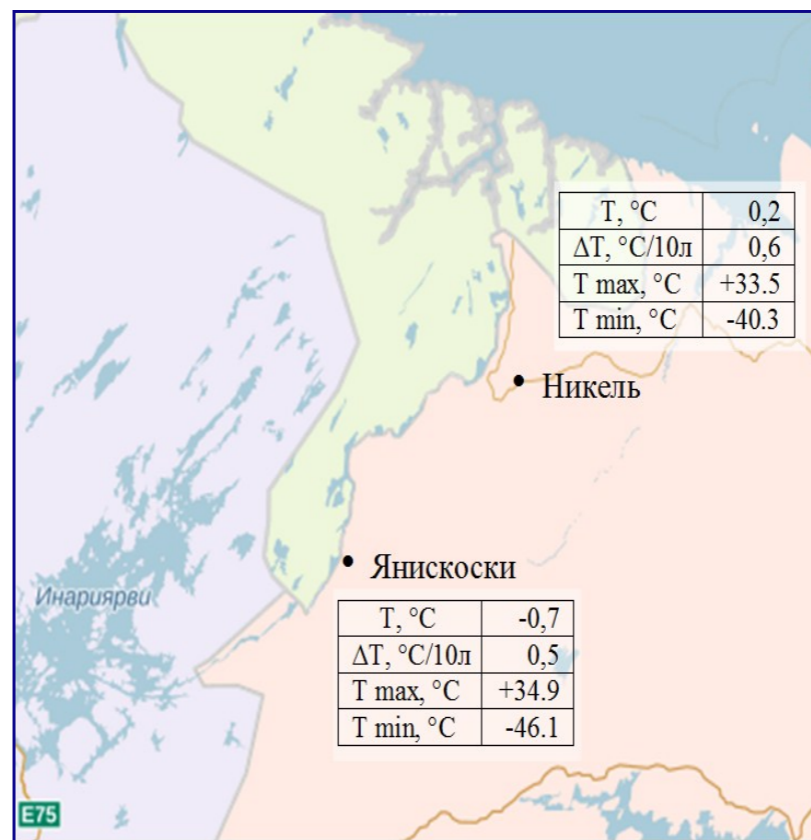 T, °C 0,2
ΔT, °C/10л 0,6
T max, °C +33.5
T min, °C -40.3
Никель
Янискоски
Инариярви
T, °C -0,7
ΔT, °C/10л 0,5
T max, °C +34.9
T min, °C -46.1
E75